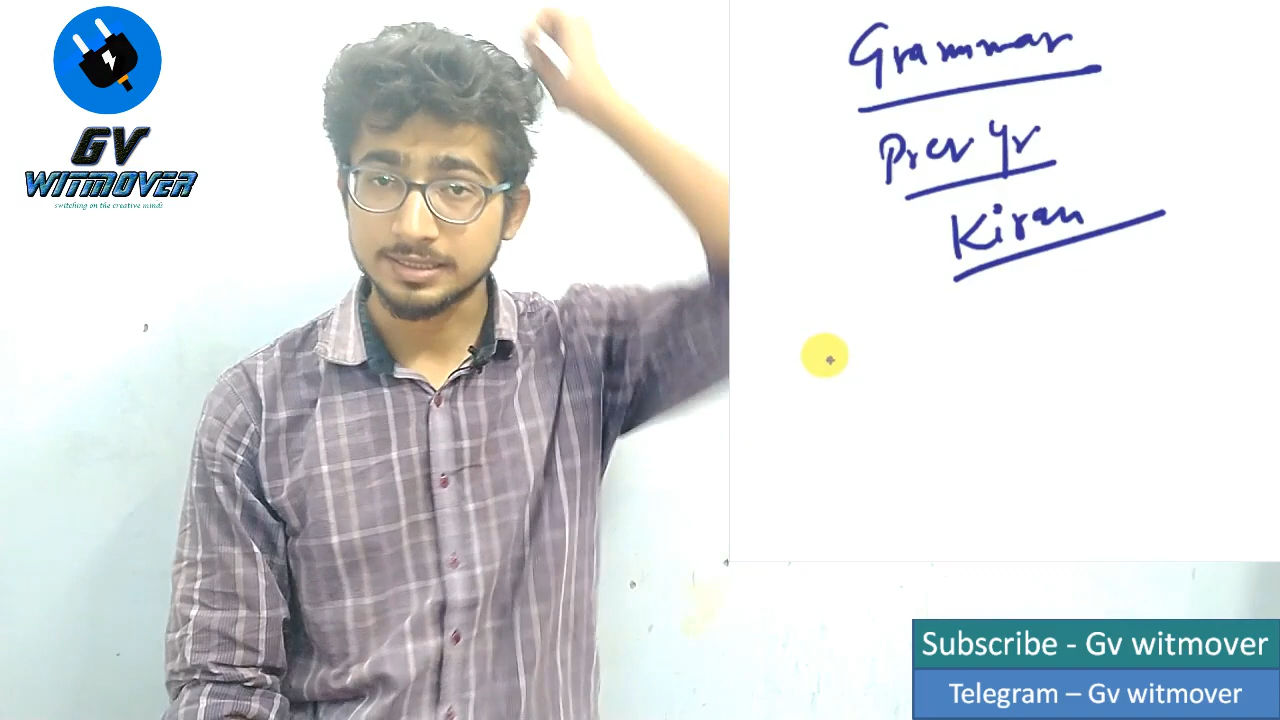 GV
WITMOVER
switching on the creative minds
Grammar
Prev Yr
Kiran
Subscribe - Gv witmover
Telegram – Gv witmover